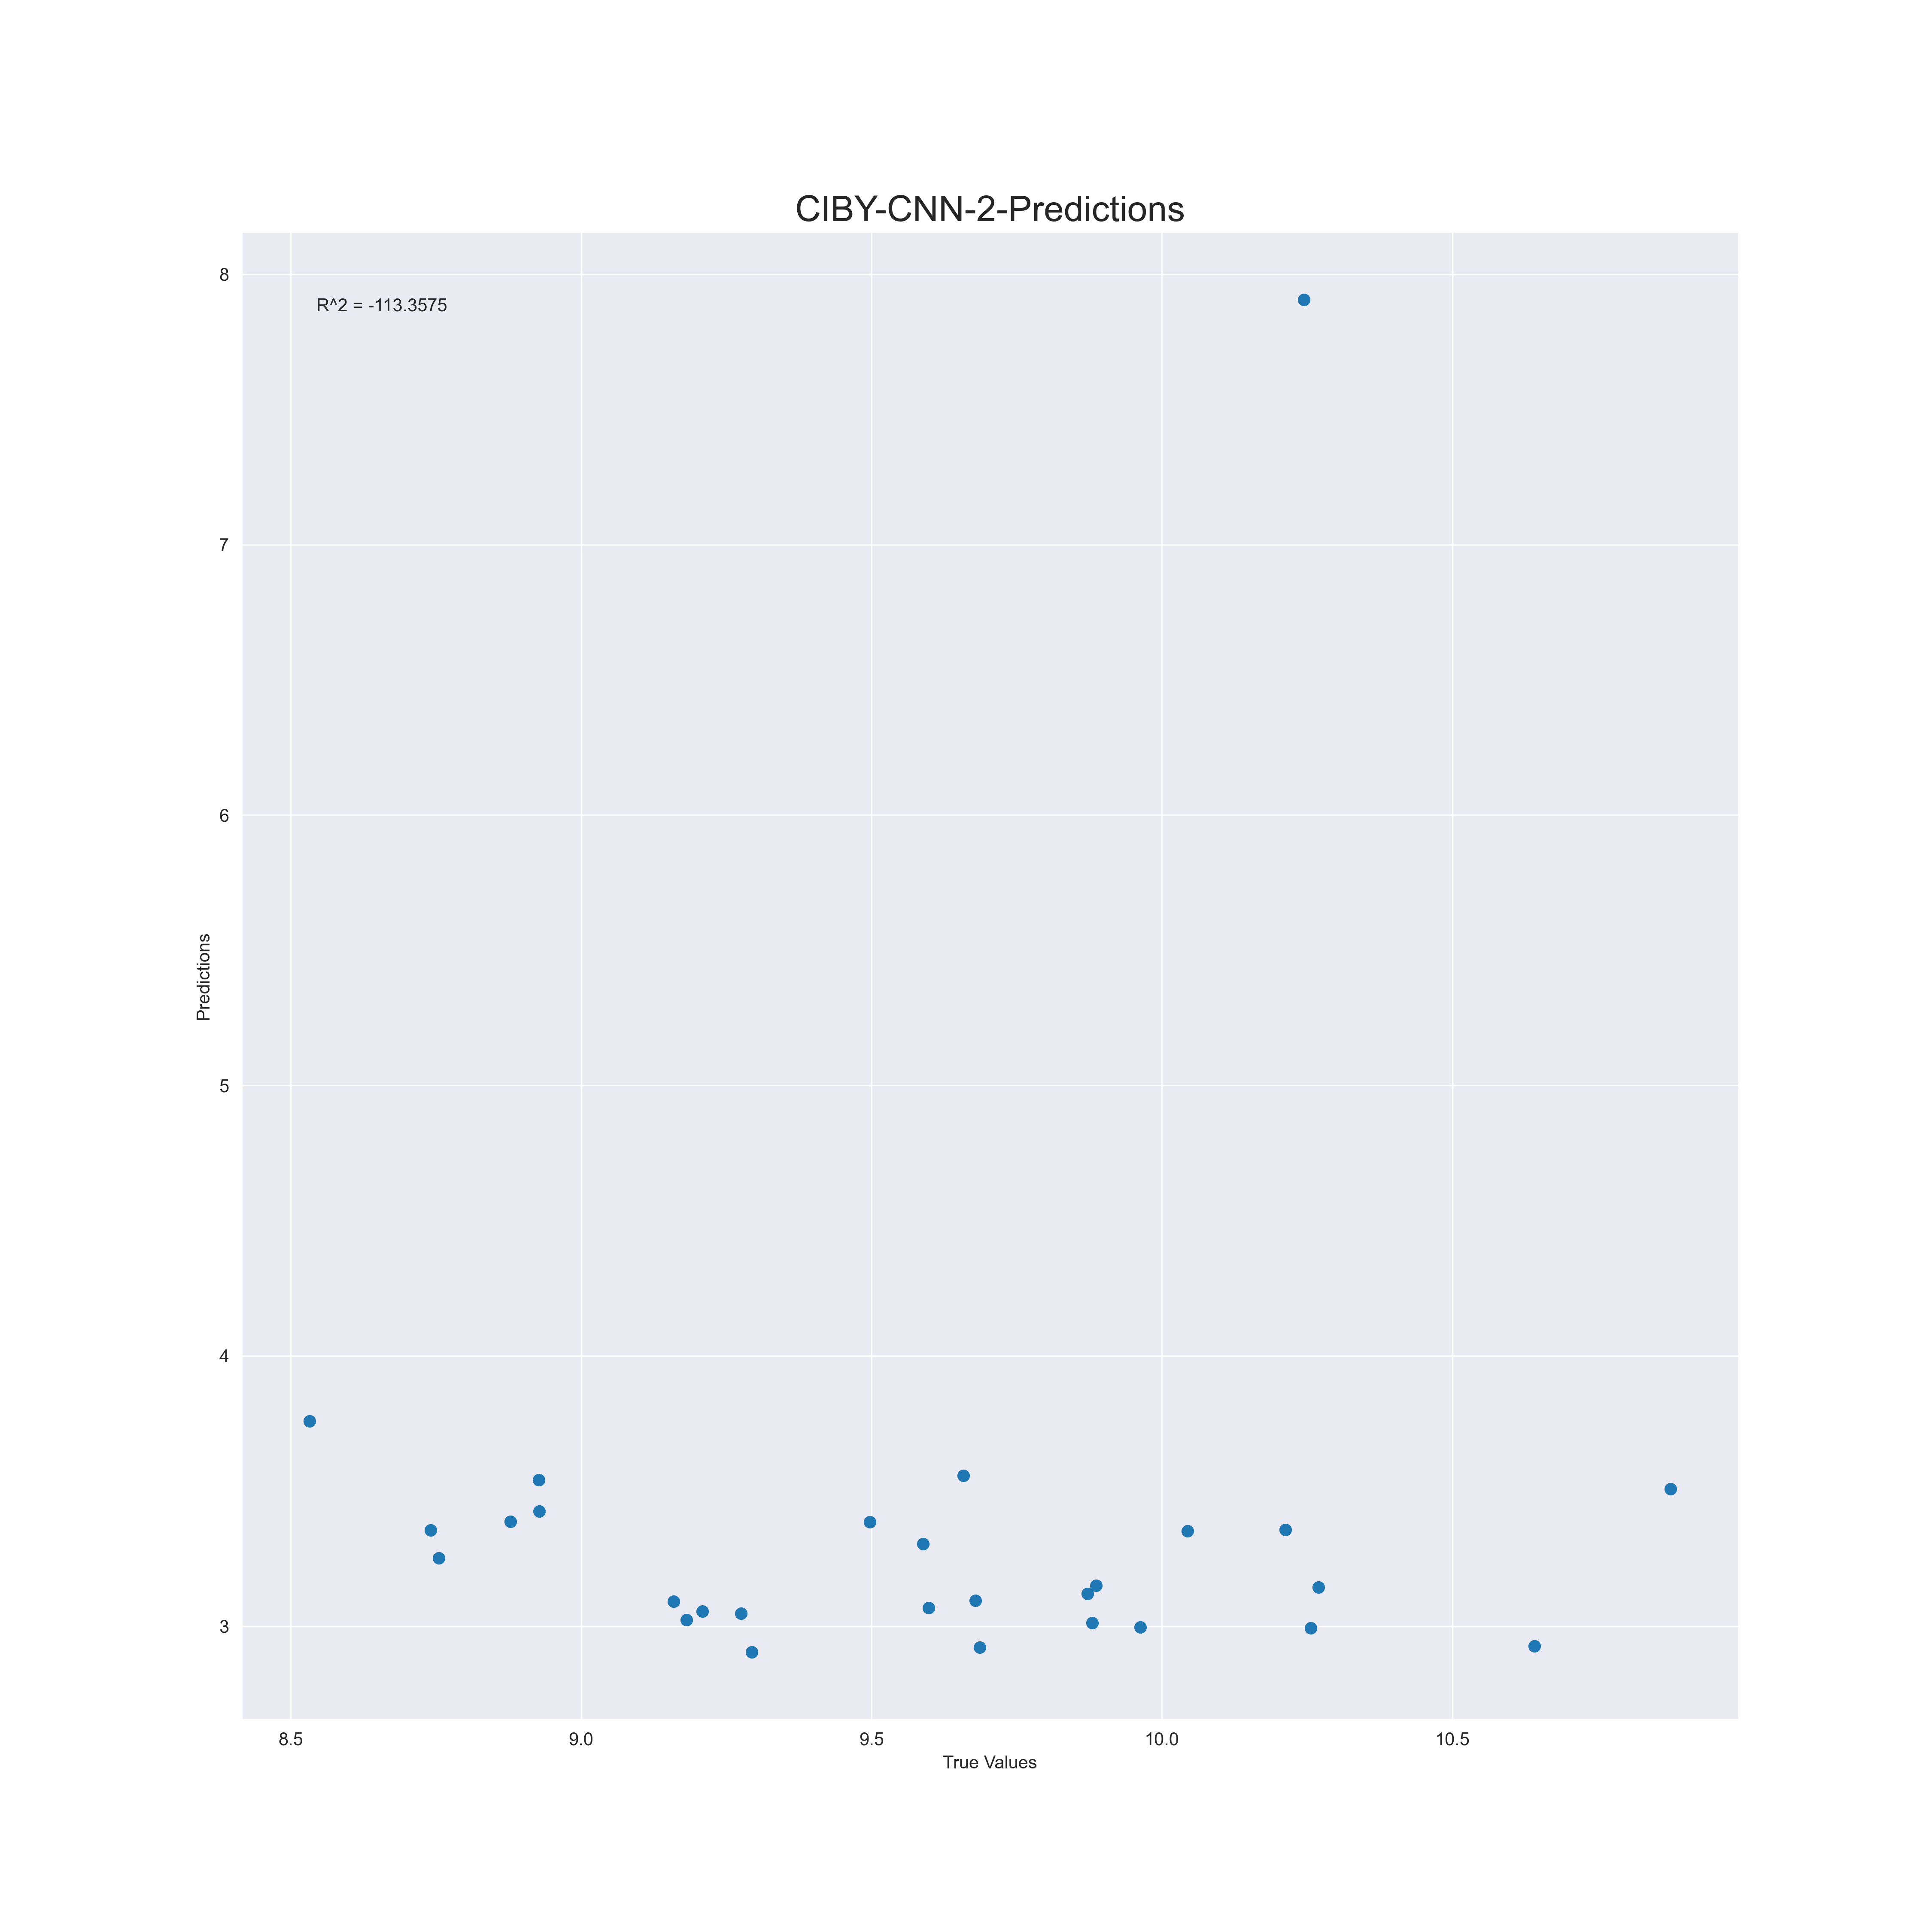 CIBY-CNN-2-Predictions
R^2 = -113.3575
8
7
6
5
4
3
Predictions
8.5 9.0 9.5 10.0 10.5
True Values